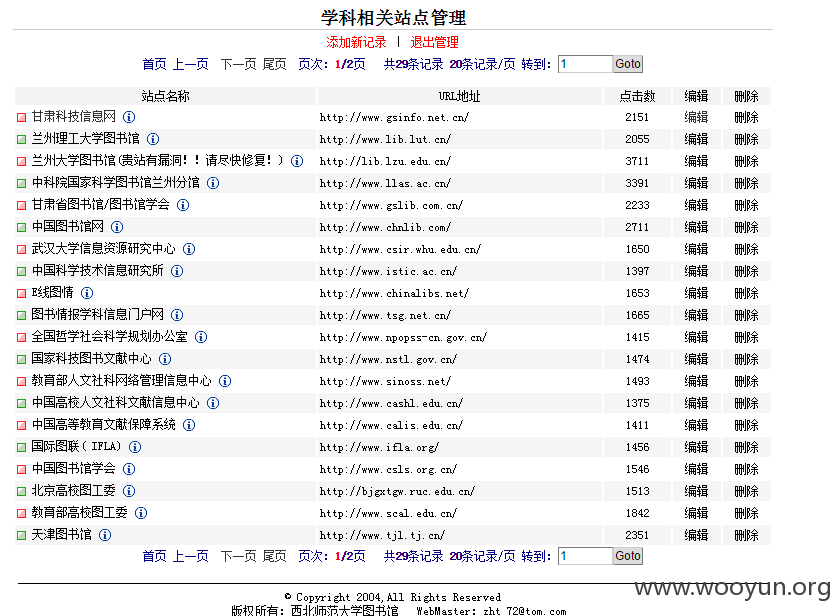 学科相关站点管理
添加新记录 | 退出管理
首页 上一页 下一页 尾页 页次：1/2页 共29条记录 20条记录/页 转到： 1 Goto
站点名称 URL地址 点击数 编辑 删除
甘肃科技信息网 http://www.gsinfo.net.cn/ 2151 编辑 删除
兰州理工大学图书馆 http://www.lib.lut.cn/ 2055 编辑 删除
兰州大学图书馆(贵站有漏洞！！请尽快修复！) http://lib.lzu.edu.cn/ 3711 编辑 删除
中科院国家科学图书馆兰州分馆 http://www.llas.ac.cn/ 3391 编辑 删除
甘肃省图书馆/图书馆学会 http://www.gslib.com.cn/ 2233 编辑 删除
中国图书馆网 http://www.chnlib.com/ 2711 编辑 删除
武汉大学信息资源研究中心 http://www.csir.whu.edu.cn/ 1650 编辑 删除
中国科学技术信息研究所 http://www.istic.ac.cn/ 1397 编辑 删除
E线图情 http://www.chinalibs.net/ 1653 编辑 删除
图书情报学科信息门户网 http://www.tsg.net.cn/ 1665 编辑 删除
全国哲学社会科学规划办公室 http://www.npopss-cn.gov.cn/ 1415 编辑 删除
国家科技图书文献中心 http://www.nstl.gov.cn/ 1474 编辑 删除
教育部人文社科网络管理信息中心 http://www.sinoss.net/ 1493 编辑 删除
中国高校人文社科文献信息中心 http://www.cashl.edu.cn/ 1375 编辑 删除
中国高等教育文献保障系统 http://www.calis.edu.cn/ 1411 编辑 删除
国际图联( IFLA) http://www.ifla.org/ 1456 编辑 删除
中国图书馆学会 http://www.csls.org.cn/ 1546 编辑 删除
北京高校图工委 http://bjgxtgw.ruc.edu.cn/ 1513 编辑 删除
教育部高校图工委 http://www.scal.edu.cn/ 1842 编辑 删除
天津图书馆 http://www.tjl.tj.cn/ 2351 编辑 删除
首页 上一页 下一页 尾页 页次：1/2页 共29条记录 20条记录/页 转到： 1 Goto
© Copyright 2004,All Rights Reserved
版权所有：西北师范大学图书馆 WebMaster：zht_72@tom.com
www.wooyun.org